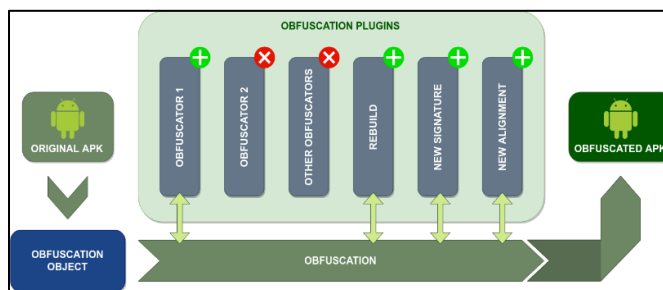 OBFUSCATION PLUGINS
OBFUSCATOR 1
OBFUSCATOR 2
OTHER OBFUSCATORS
REBUILD
NEW SIGNATURE
NEW ALIGNMENT
ORIGINAL APK
OBFUSCATED APK
OBFUSCATION
OBJECT
OBFUSCATION